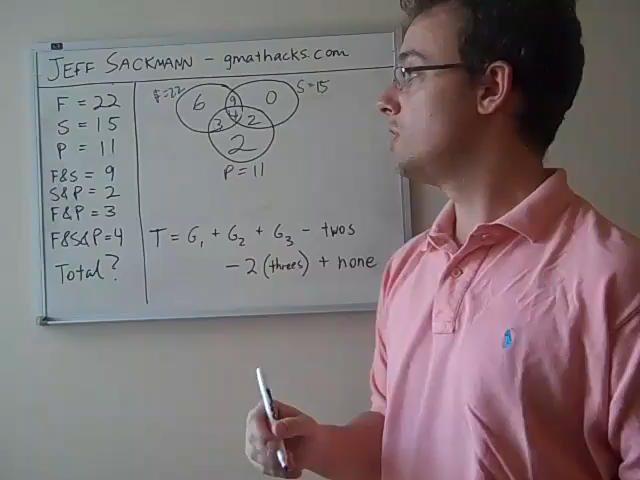 JEFF SACKMANN - gmathacks.com
F = 22
S = 15
P = 11
F&S = 9
S&P = 2
F&P = 3
F&S&P = 4
Total?
F=22
S=15
6
9
0
3
4
2
2
P = 11
T = G1 + G2 + G3 - twos
- 2 (threes) + none